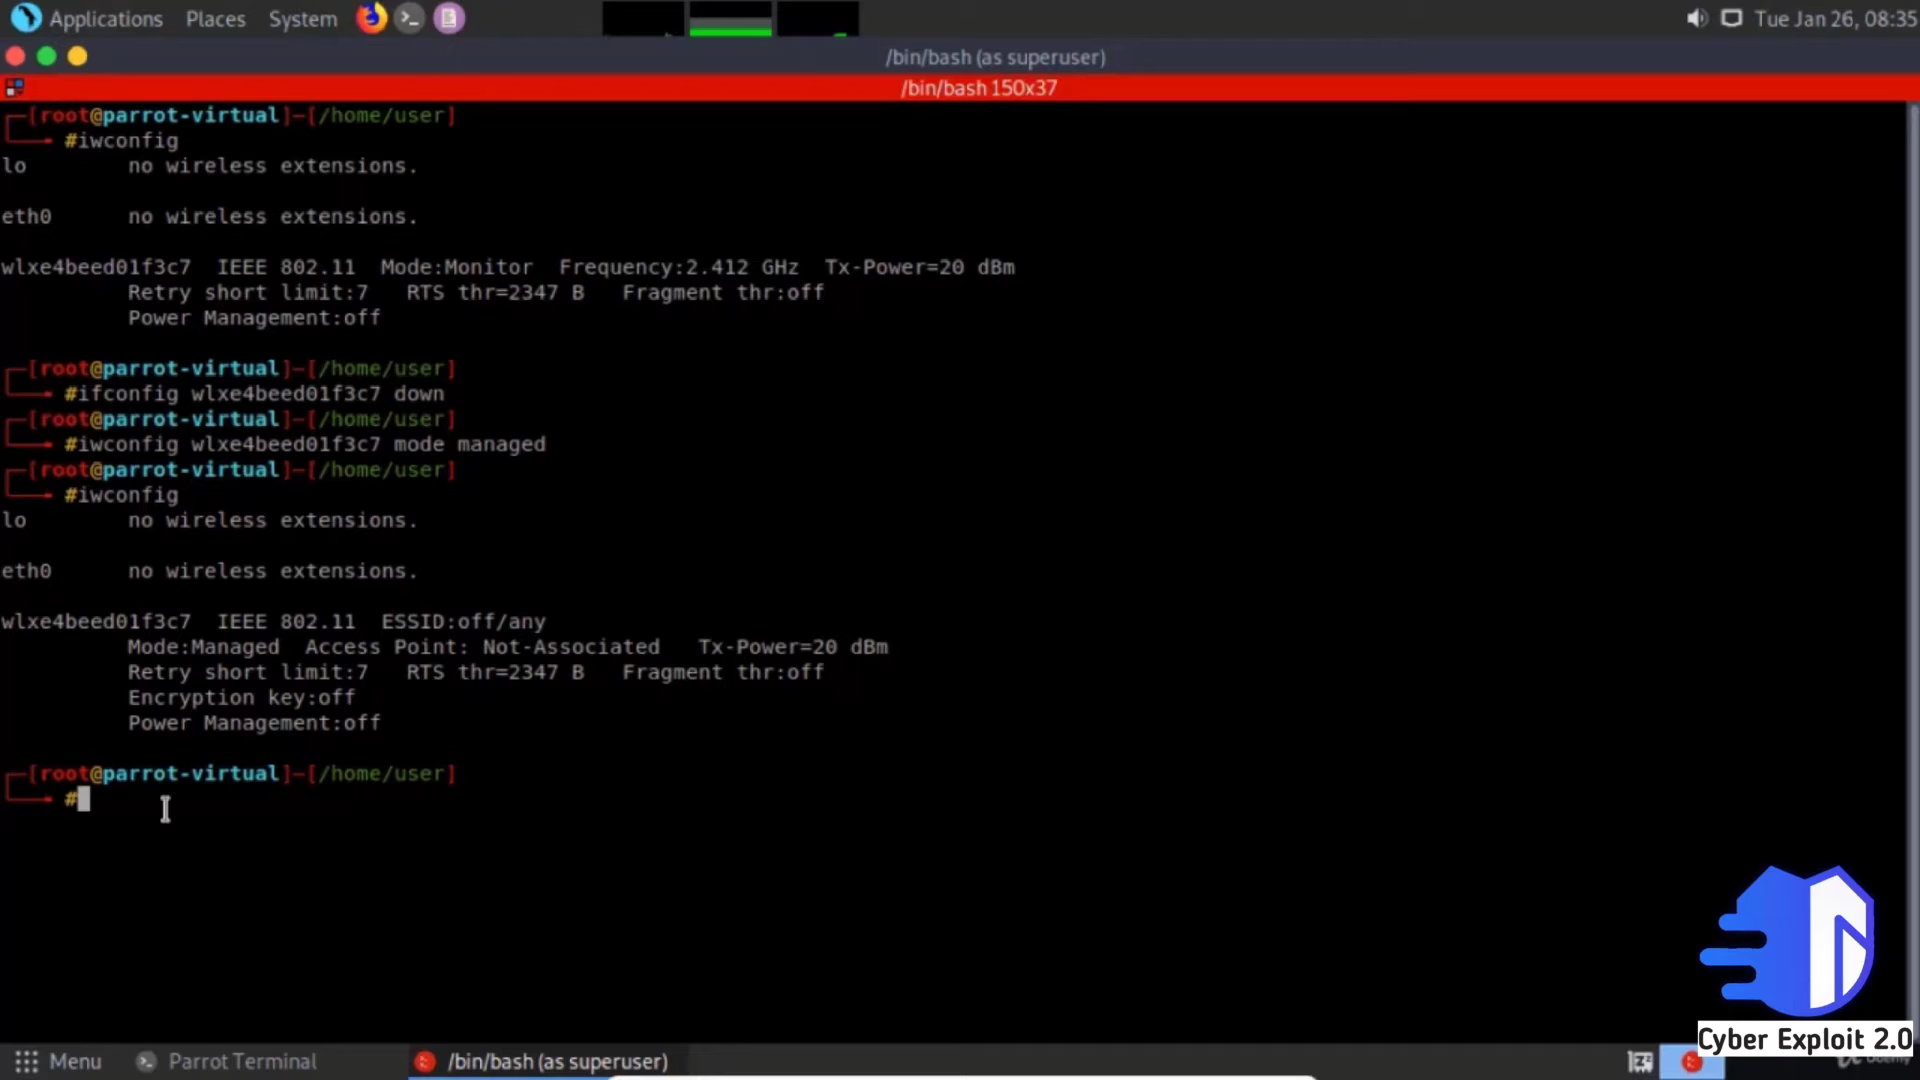 Applications Places System Tue Jan 26, 08:35
/bin/bash (as superuser)
/bin/bash 150x37
[root@parrot-virtual]-[/home/user]
#iwconfig
lo no wireless extensions.
eth0 no wireless extensions.
wlxe4beed01f3c7 IEEE 802.11 Mode:Monitor Frequency:2.412 GHz Tx-Power=20 dBm
Retry short limit:7 RTS thr=2347 B Fragment thr:off
Power Management:off
[root@parrot-virtual]-[/home/user]
#ifconfig wlxe4beed01f3c7 down
[root@parrot-virtual]-[/home/user]
#iwconfig wlxe4beed01f3c7 mode managed
[root@parrot-virtual]-[/home/user]
#iwconfig
lo no wireless extensions.
eth0 no wireless extensions.
wlxe4beed01f3c7 IEEE 802.11 ESSID:off/any
Mode:Managed Access Point: Not-Associated Tx-Power=20 dBm
Retry short limit:7 RTS thr=2347 B Fragment thr:off
Encryption key:off
Power Management:off
[root@parrot-virtual]-[/home/user]
#
Cyber Exploit 2.0
Menu Parrot Terminal /bin/bash (as superuser)